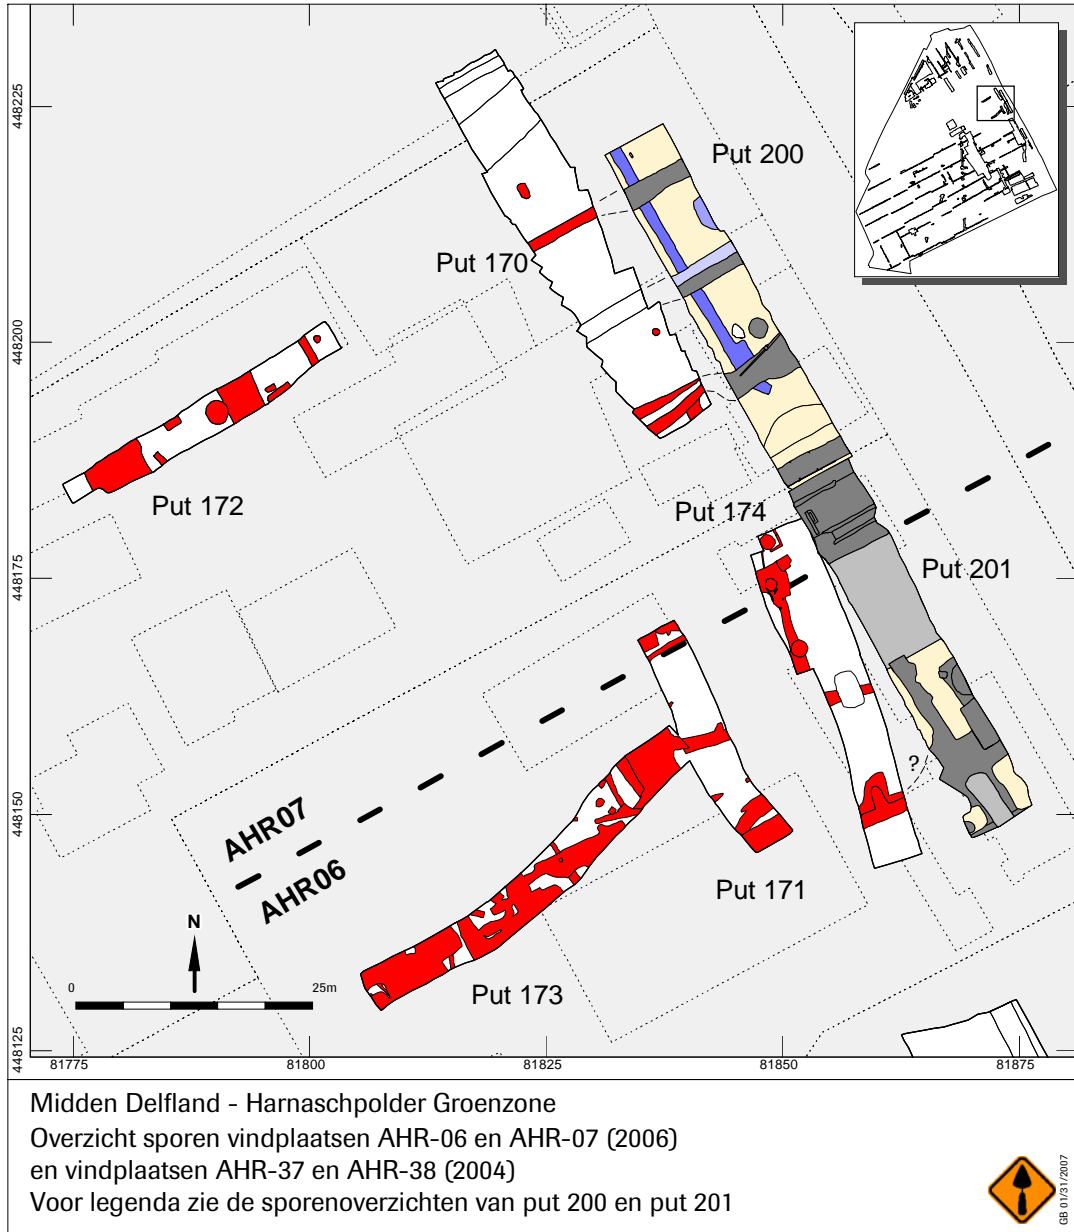 448225
448200
448175
448150
448125
81775
81800
81825
81850
81875
Put 200
Put 170
Put 172
Put 174
Put 201
?
AHR07
AHR06
Put 171
Put 173
N
0
25m
Midden Delfland - Harnaschpolder Groenzone
Overzicht sporen vindplaatsen AHR-06 en AHR-07 (2006)
en vindplaatsen AHR-37 en AHR-38 (2004)
Voor legenda zie de sporenoverzichten van put 200 en put 201
GB 01/31/2007